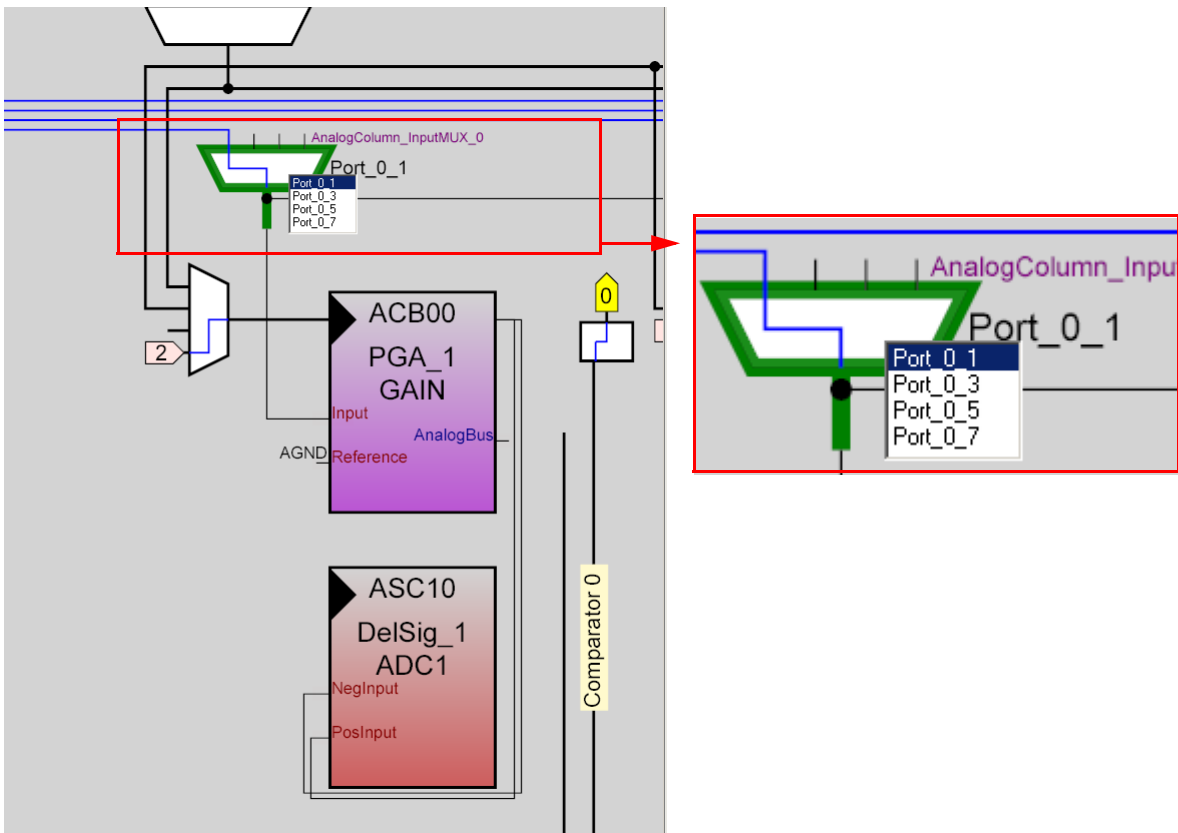 AnalogColumn_InputMUX_0
Port_0_1
Port_0_1
Port_0_3
Port_0_5
Port_0_7
2
ACB00
PGA_1
GAIN
Input
AnalogBus
AGND
Reference
0
ASC10
DelSig_1
ADC1
NegInput
PosInput
Comparator 0
AnalogColumn_Inpu
Port_0_1
Port_0_1
Port_0_3
Port_0_5
Port_0_7